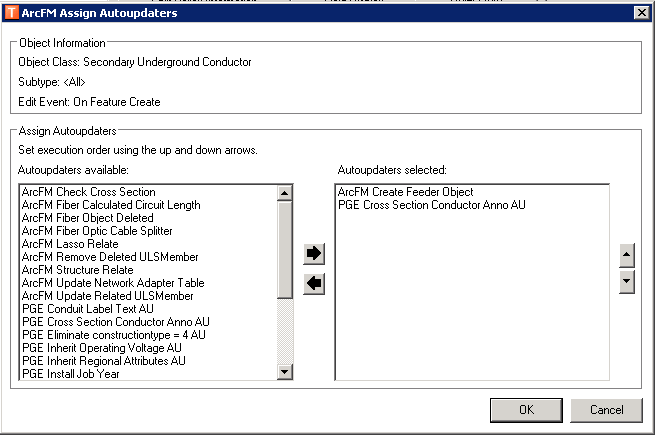 T ArcFM Assign Autoupdaters
Object Information
Object Class: Secondary Underground Conductor
Subtype: <All>
Edit Event: On Feature Create
Assign Autoupdaters
Set execution order using the up and down arrows.
Autoupdaters available:
ArcFM Check Cross Section
ArcFM Fiber Calculated Circuit Length
ArcFM Fiber Object Deleted
ArcFM Fiber Optic Cable Splitter
ArcFM Lasso Relate
ArcFM Remove Deleted ULSMember
ArcFM Structure Relate
ArcFM Update Network Adapter Table
ArcFM Update Related ULSMember
PGE Conduit Label Text AU
PGE Cross Section Conductor Anno AU
PGE Eliminate constructiontype = 4 AU
PGE Inherit Operating Voltage AU
PGE Inherit Regional Attributes AU
PGE Install Job Year
Autoupdaters selected:
ArcFM Create Feeder Object
PGE Cross Section Conductor Anno AU
OK
Cancel